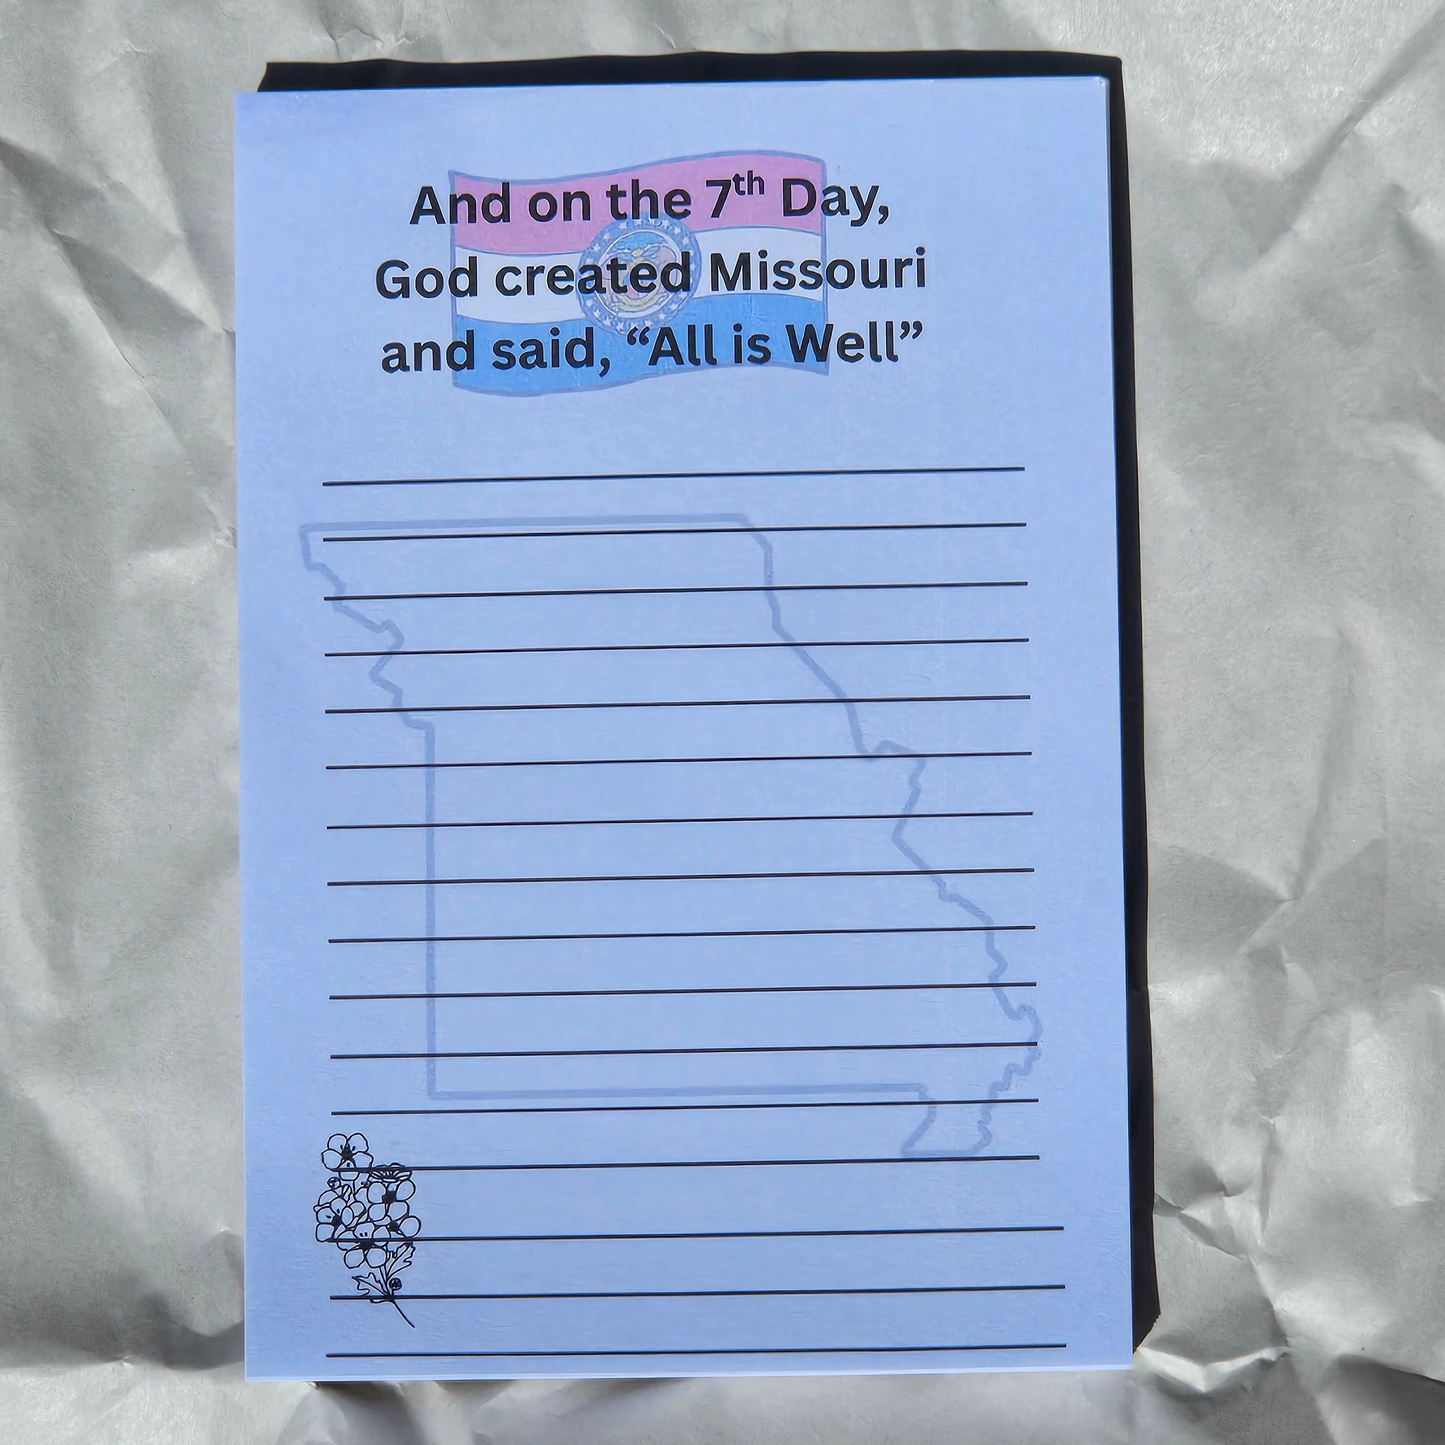 And on the 7th Day,
God created Missouri
and said, “All is Well”